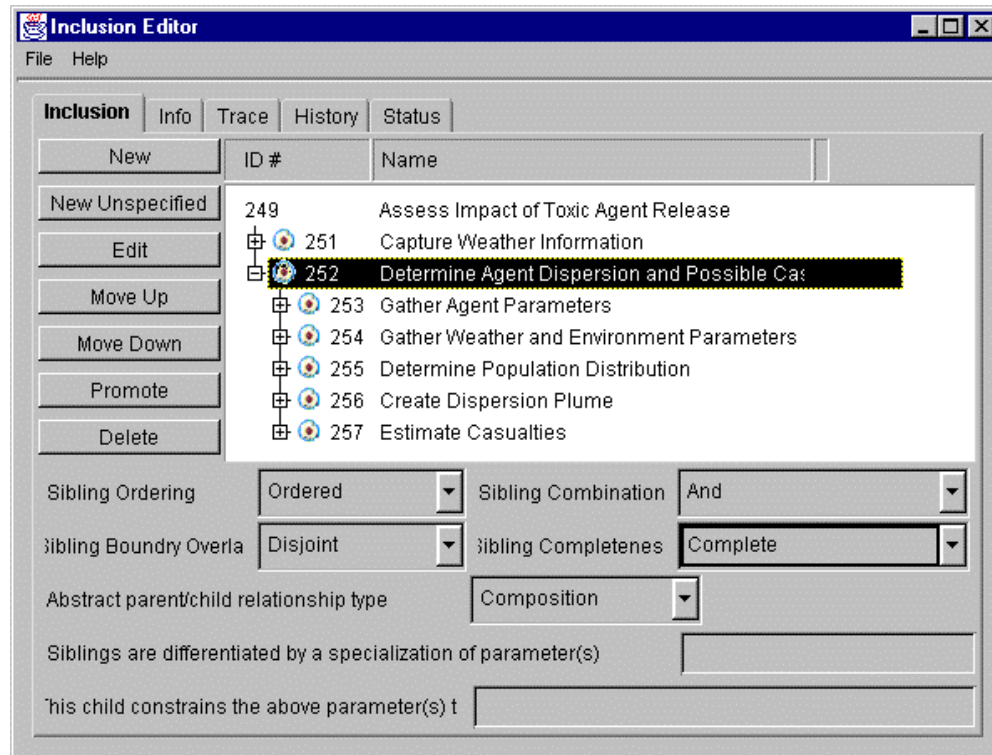 Inclusion Editor
File Help
Inclusion Info Trace History Status
New ID # Name
New Unspecified
249 Assess Impact of Toxic Agent Release
Edit
251 Capture Weather Information
252 Determine Agent Dispersion and Possible Cas
Move Up
253 Gather Agent Parameters
Move Down
254 Gather Weather and Environment Parameters
255 Determine Population Distribution
Promote
256 Create Dispersion Plume
Delete
257 Estimate Casualties
Sibling Ordering Ordered Sibling Combination And
Sibling Boundry Overla Disjoint Sibling Completenes Complete
Abstract parent/child relationship type Composition
Siblings are differentiated by a specialization of parameter(s)
This child constrains the above parameter(s) t